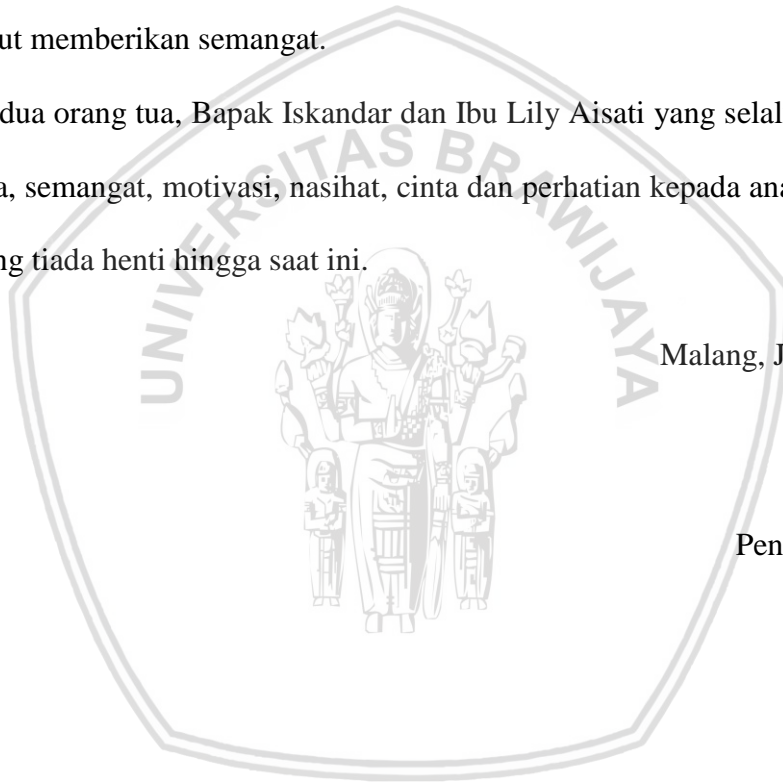 ut memberikan semangat.
dua orang tua, Bapak Iskandar dan Ibu Lily Aisati yang selal
a, semangat, motivasi, nasihat, cinta dan perhatian kepada ana
ng tiada henti hingga saat ini.
UNIVERSITAS BRAWIJAYA
Malang, J
Pen